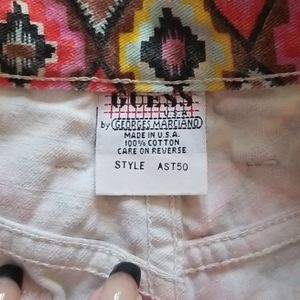 GUESS
U.S.A.
by GEORGES MARCIANO
MADE IN U.S.A.
100% COTTON
CARE ON REVERSE
STYLE AST50